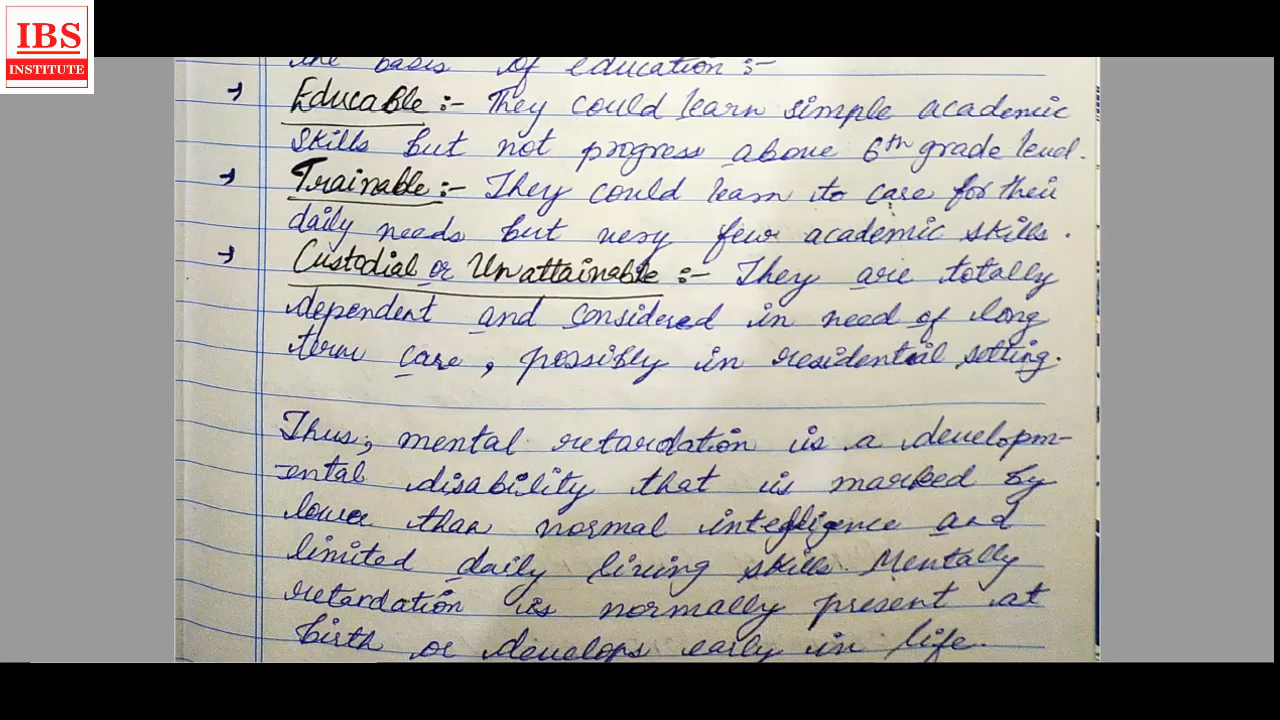 IBS
INSTITUTE
the basis of education :-
→ Educable :- They could learn simple academic
skills but not progress above 6th grade level.
→ Trainable :- They could learn to care for their
daily needs but very few academic skills.
→ Custodial or Unattainable :- They are totally
dependent and considered in need of long
term care, possibly in residentail setting.
Thus, mental retardation is a developm-
-ental disability that is marked by
lower than normal intelligence and
limited daily living skills. Mentally
retardation is normally present at
birth or develops early in life.